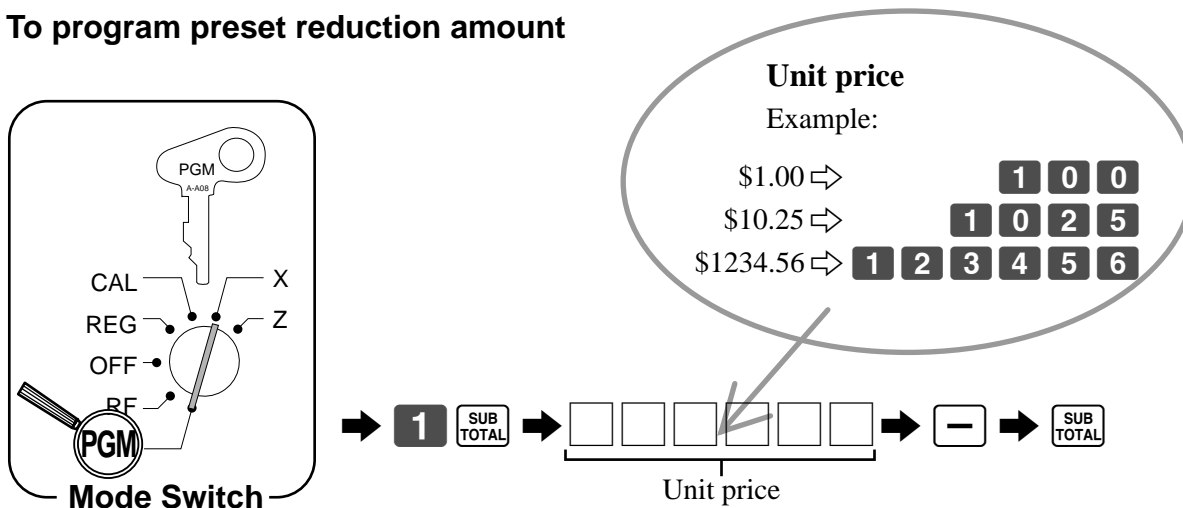 To program preset reduction amount
Unit price
Example:
$1.00 ⇨ 1 0 0
$10.25 ⇨ 1 0 2 5
$1234.56 ⇨ 1 2 3 4 5 6
PGM
A-A08
CAL
X
REG
Z
OFF
RF
PGM
Mode Switch
1 SUB TOTAL − SUB TOTAL
Unit price